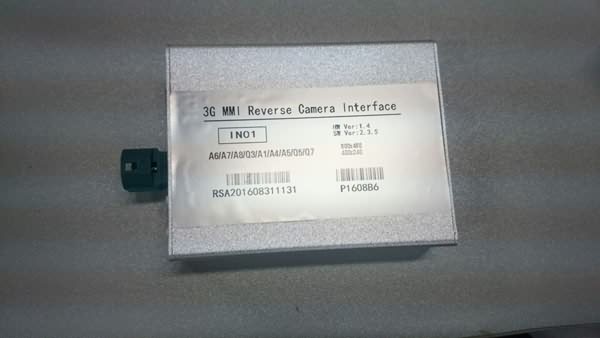 3G MMI Reverse Camera Interface
IN01
HW Ver:1.4
SW Ver:2.3.5
A6/A7/A8/Q3/A1/A4/A5/Q5/Q7
800x480
400x240
RSA201608311131
P1608B6